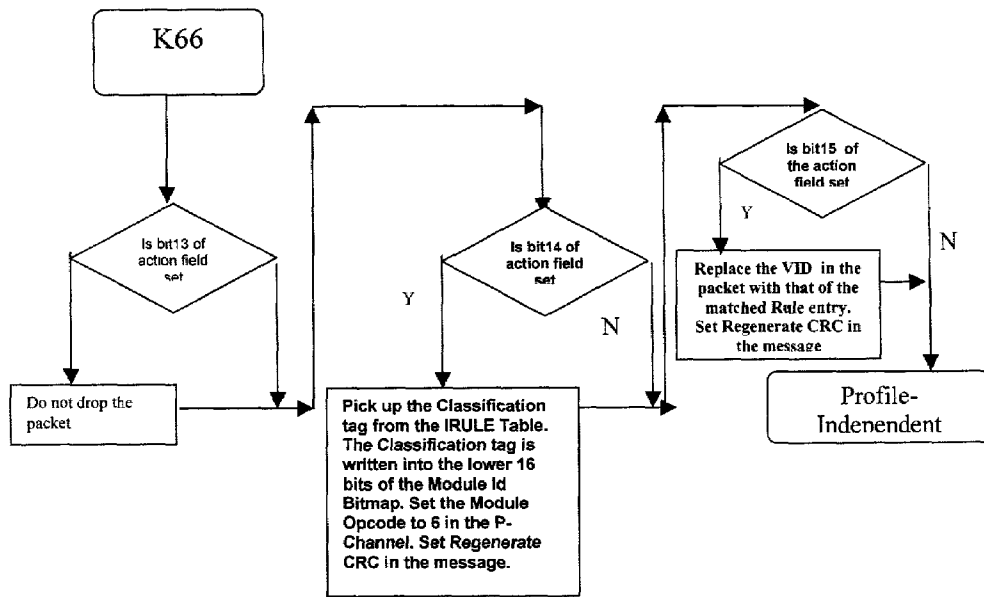 K66
Is bit13 of
action field
set
Do not drop the
packet
Is bit14 of
action field
set
Y
N
Pick up the Classification
tag from the IRULE Table.
The Classification tag is
written into the lower 16
bits of the Module Id
Bitmap. Set the Module
Opcode to 6 in the P-
Channel. Set Regenerate
CRC in the message.
Is bit15 of
the action
field set
Y
N
Replace the VID in the
packet with that of the
matched Rule entry.
Set Regenerate CRC in
the message
Profile-
Indenendent